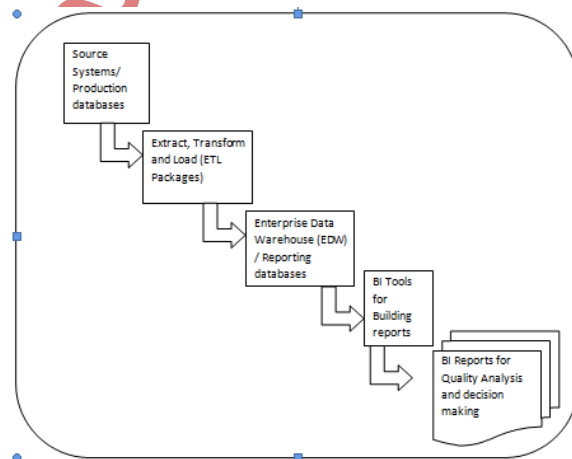 Source
Systems/
Production
databases
Extract, Transform
and Load (ETL
Packages)
Enterprise Data
Warehouse (EDW)
/ Reporting
databases
BI Tools
for
Building
reports
BI Reports for
Quality Analysis
and decision
making